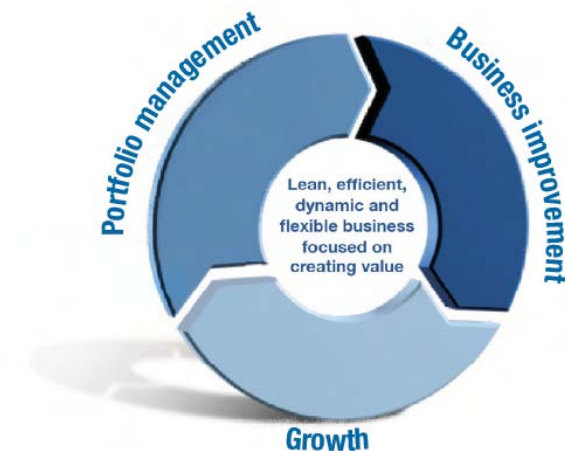 Portfolio management
Business improvement
Lean, efficient,
dynamic and
flexible business
focused on
creating value
Growth